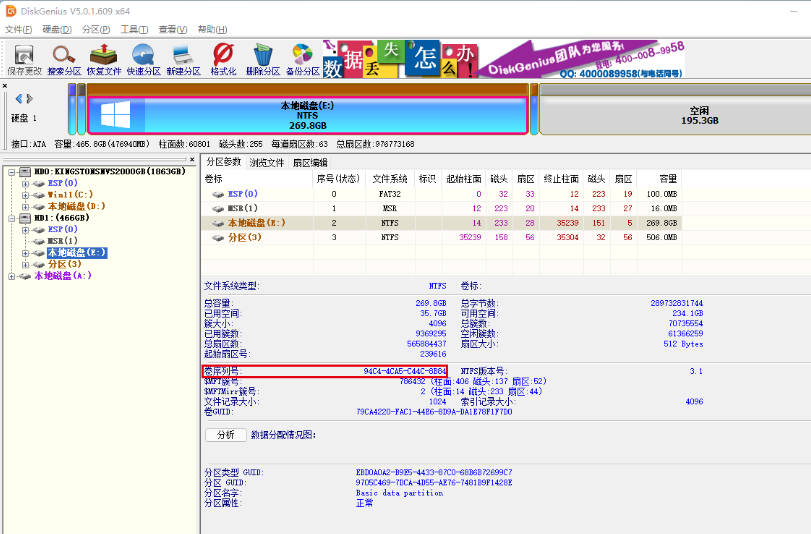 DiskGenius V5.0.1.609 x64
文件(F) 硬盘(D) 分区(P) 工具(T) 查看(V) 帮助(H)
保存更改 搜索分区 恢复文件 快速分区 新建分区 格式化 删除分区 备份分区
数据丢失怎么办!
DiskGenius团队为您服务!
致电: 400-008-9958
QQ: 4000089958(与电话同号)
硬盘 1
本地磁盘(E:)
NTFS
269.8GB
空闲
195.3GB
接口:ATA 容量:465.8GB(476940MB) 柱面数:60801 磁头数:255 每道扇区数:63 总扇区数:976773168
HD0:KINGSTONSNVS2000GB(1863GB)
ESP(0)
Win11(C:)
本地磁盘(D:)
HD1:(466GB)
ESP(0)
MSR(1)
本地磁盘(E:)
分区(3)
本地磁盘(A:)
分区参数 浏览文件 扇区编辑
卷标 序号(状态) 文件系统 标识 起始柱面 磁头 扇区 终止柱面 磁头 扇区 容量
ESP(0) 0 FAT32 0 32 33 12 223 19 100.0MB
MSR(1) 1 MSR 12 223 20 14 233 27 16.0MB
本地磁盘(E:) 2 NTFS 14 233 28 35239 151 5 269.8GB
分区(3) 3 NTFS 35239 158 56 35304 32 56 506.0MB
文件系统类型: NTFS 卷标:
总容量: 269.8GB 总字节数: 289732831744
已用空间: 35.7GB 可用空间: 234.1GB
簇大小: 4096 总簇数: 70735554
已用簇数: 9369295 空闲簇数: 61366259
总扇区数: 565884437 扇区大小: 512 Bytes
起始扇区号: 239616
卷序列号: 94C4-4CA5-C44C-8B84 NTFS版本号: 3.1
$MFT簇号: 786432 (柱面:406 磁头:137 扇区:52)
$MFTMirr簇号: 2 (柱面:14 磁头:233 扇区:44)
文件记录大小: 1024 索引记录大小: 4096
卷GUID: 79CA4220-FAC1-44E6-8D9A-DA1E78F1F7D0
分析 数据分配情况图:
分区类型 GUID: EBD0A0A2-B9E5-4433-87C0-68B6B72699C7
分区 GUID: 9705C469-7DCA-4D55-AE76-7481B9F1428E
分区名字: Basic data partition
分区属性: 正常